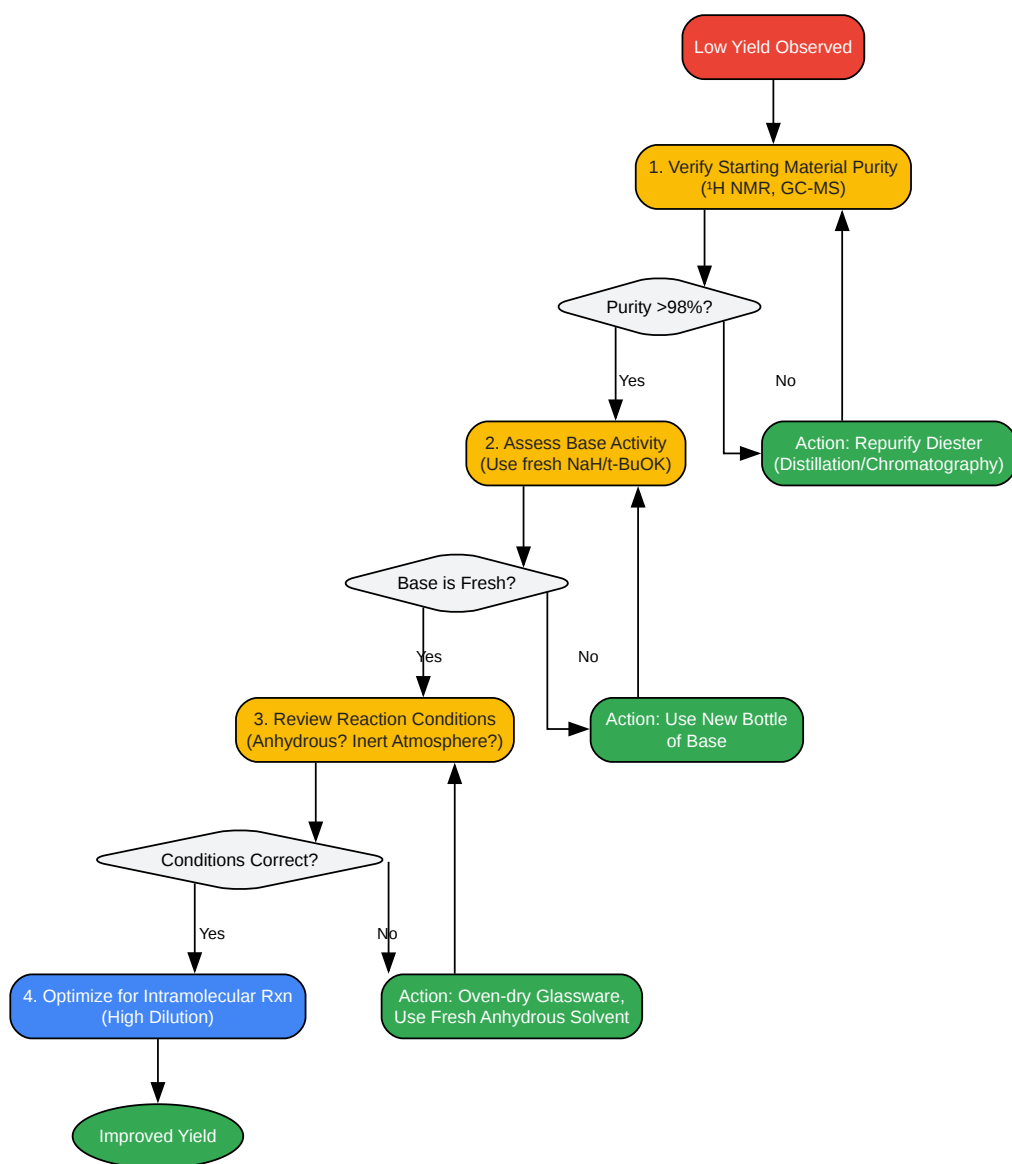 Low Yield Observed
1. Verify Starting Material Purity
(¹H NMR, GC-MS)
Purity >98%?
Yes
No
2. Assess Base Activity
(Use fresh NaH/t-BuOK)
Action: Repurify Diester
(Distillation/Chromatography)
Base is Fresh?
Yes
No
3. Review Reaction Conditions
(Anhydrous? Inert Atmosphere?)
Action: Use New Bottle
of Base
Conditions Correct?
Yes
No
4. Optimize for Intramolecular Rxn
(High Dilution)
Action: Oven-dry Glassware,
Use Fresh Anhydrous Solvent
Improved Yield